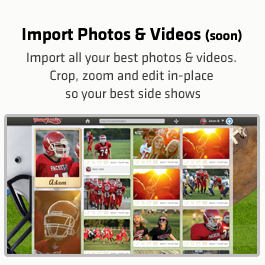 Import Photos & Videos (soon)
Import all your best photos & videos.
Crop, zoom and edit in-place
so your best side shows
Adam
74